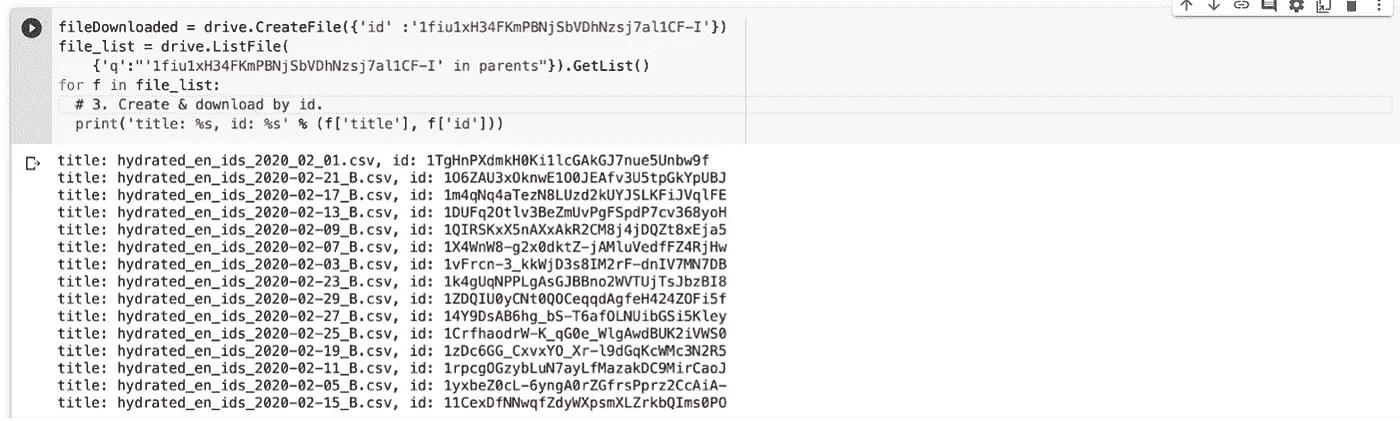 fileDownloaded = drive.CreateFile({'id' :'1fiu1xH34FKmPBNjSbVDhNzsj7al1CF-I'})
file_list = drive.ListFile(
    {'q':"'1fiu1xH34FKmPBNjSbVDhNzsj7al1CF-I' in parents"}).GetList()
for f in file_list:
  # 3. Create & download by id.
  print('title: %s, id: %s' % (f['title'], f['id']))
title: hydrated_en_ids_2020_02_01.csv, id: 1TgHnPXdmkH0Ki1lcGAkGJ7nue5Unbw9f
title: hydrated_en_ids_2020-02-21_B.csv, id: 1O6ZAU3xOknwE1O0JEAfv3U5tpGkYpUBJ
title: hydrated_en_ids_2020-02-17_B.csv, id: 1m4qNq4aTezN8LUzd2kUYJ5LKFiJVqlFE
title: hydrated_en_ids_2020-02-13_B.csv, id: 1DUFq2Otlv3BeZmUvPgFSpdP7cv368yoH
title: hydrated_en_ids_2020-02-09_B.csv, id: 1QIRSKxX5nAXxAkR2CM8j4jDQZt8xEja5
title: hydrated_en_ids_2020-02-07_B.csv, id: 1X4WnW8-g2x0dktZ-jAMluVedfFZ4RjHw
title: hydrated_en_ids_2020-02-03_B.csv, id: 1vFrcn-3_kkWjD3s8IM2rF-dnIV7MN7DB
title: hydrated_en_ids_2020-02-23_B.csv, id: 1k4gUqNPPLgAsGJBBno2WVTUjTsJbzBI8
title: hydrated_en_ids_2020-02-29_B.csv, id: 1ZDQIU0yCNt0QOCeqqdAgfeH424ZOFi5f
title: hydrated_en_ids_2020-02-27_B.csv, id: 14Y9DsAB6hg_bS-T6afOLNUibGSi5Kley
title: hydrated_en_ids_2020-02-25_B.csv, id: 1CrfhaodrW-K_qG0e_WlgAwdBUK2iVWS0
title: hydrated_en_ids_2020-02-19_B.csv, id: 1zDc6GG_CxvxYO_Xr-l9dGqKcWMc3N2R5
title: hydrated_en_ids_2020-02-11_B.csv, id: 1rpcgOGzybLuN7ayLfMazakDC9MirCaoJ
title: hydrated_en_ids_2020-02-05_B.csv, id: 1yxbeZ0cL-6yngA0rZGfrsPprz2CcAiA-
title: hydrated_en_ids_2020-02-15_B.csv, id: 11CexDfNNwqfZdyWXpsmXLZrkbQIms0PO